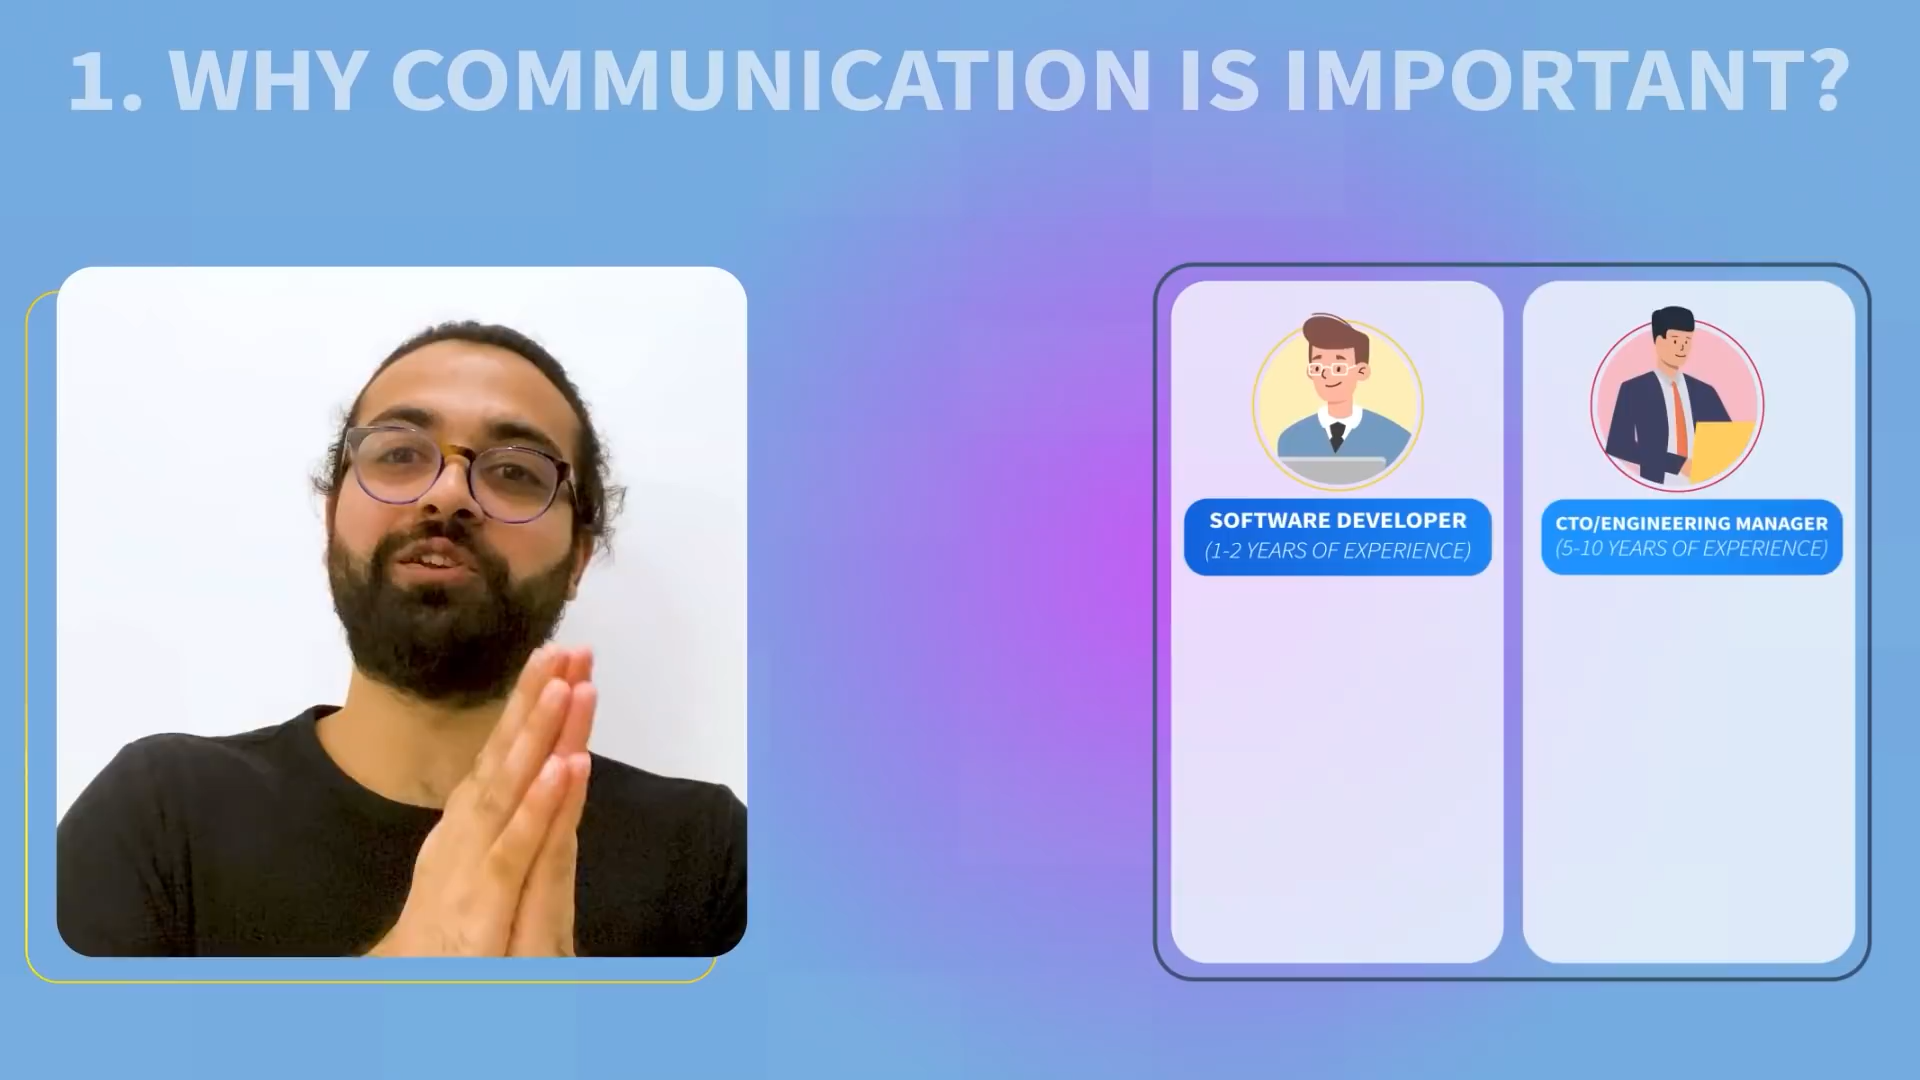 1. WHY COMMUNICATION IS IMPORTANT?
SOFTWARE DEVELOPER
(1-2 YEARS OF EXPERIENCE)
CTO/ENGINEERING MANAGER
(5-10 YEARS OF EXPERIENCE)